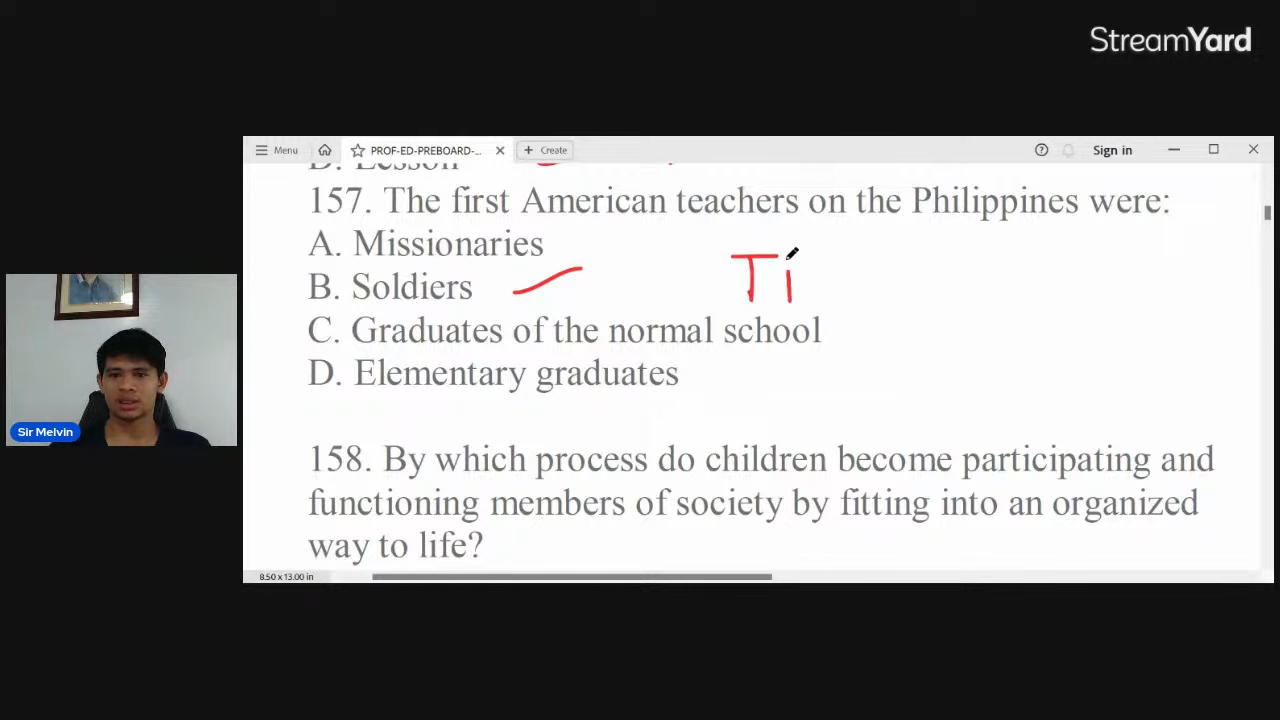 StreamYard
Menu
PROF-ED-PREBOARD-...
Create
Sign in
D. Lesson
157. The first American teachers on the Philippines were:
A. Missionaries
B. Soldiers
Ti
C. Graduates of the normal school
D. Elementary graduates
158. By which process do children become participating and
functioning members of society by fitting into an organized
way to life?
8.50 x 13.00 in
Sir Melvin